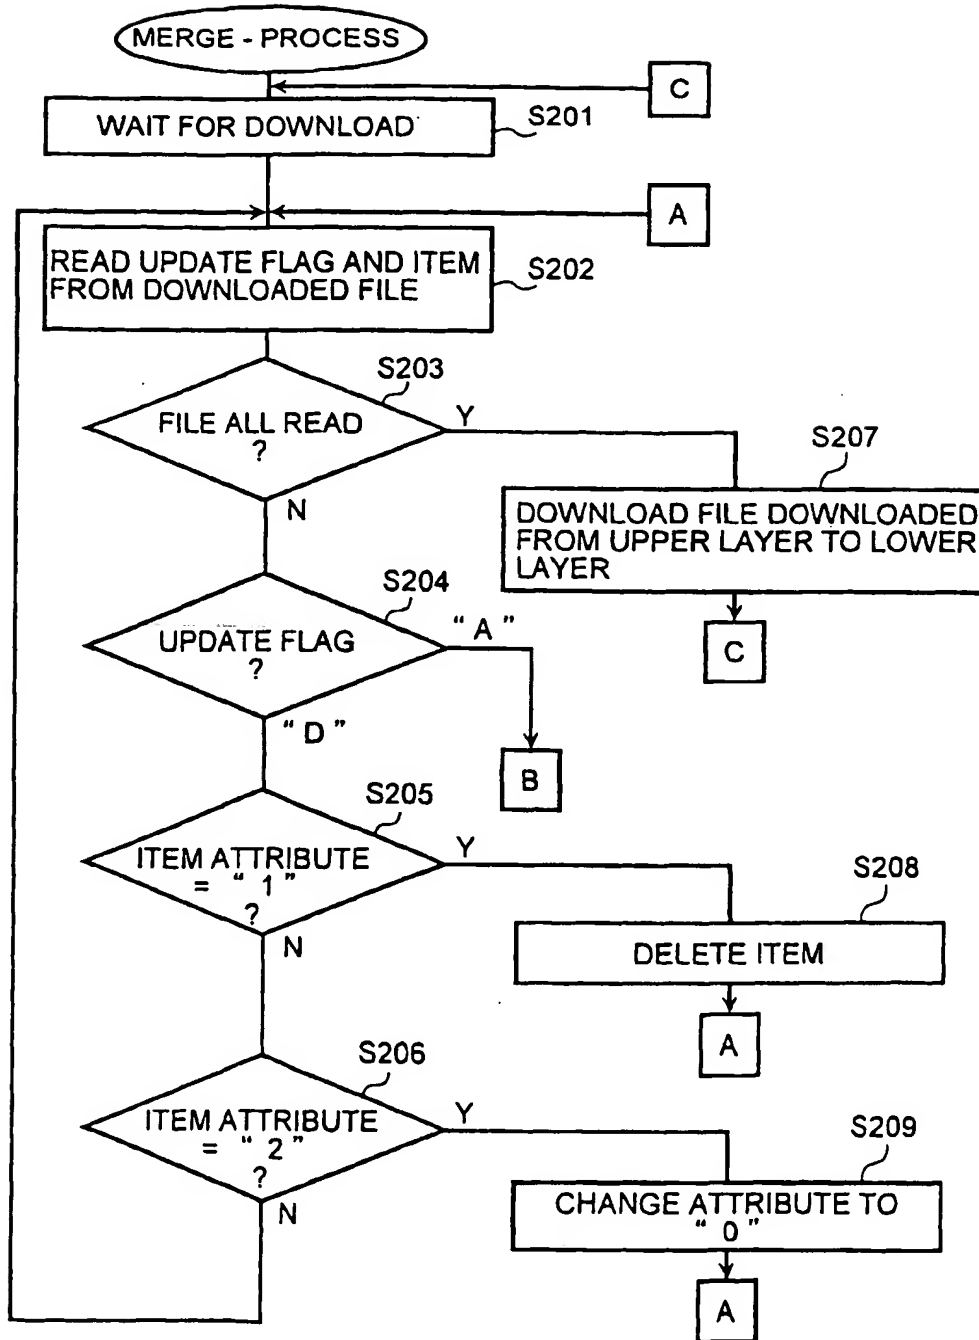 MERGE - PROCESS
C
WAIT FOR DOWNLOAD
S201
A
READ UPDATE FLAG AND ITEM
FROM DOWNLOADED FILE
S202
S203
FILE ALL READ
?
Y
N
S207
DOWNLOAD FILE DOWNLOADED
FROM UPPER LAYER TO LOWER
LAYER
C
S204
UPDATE FLAG
?
" A "
" D "
B
S205
ITEM ATTRIBUTE
= " 1 "
?
Y
N
S208
DELETE ITEM
A
S206
ITEM ATTRIBUTE
= " 2 "
?
Y
N
S209
CHANGE ATTRIBUTE TO
" 0 "
A